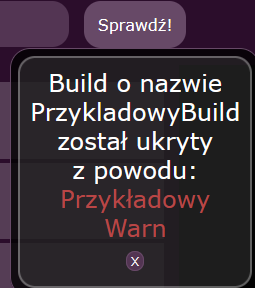 Sprawdź!
Build o nazwie
PrzykladowyBuild
został ukryty
z powodu:
Przykładowy
Warn
X